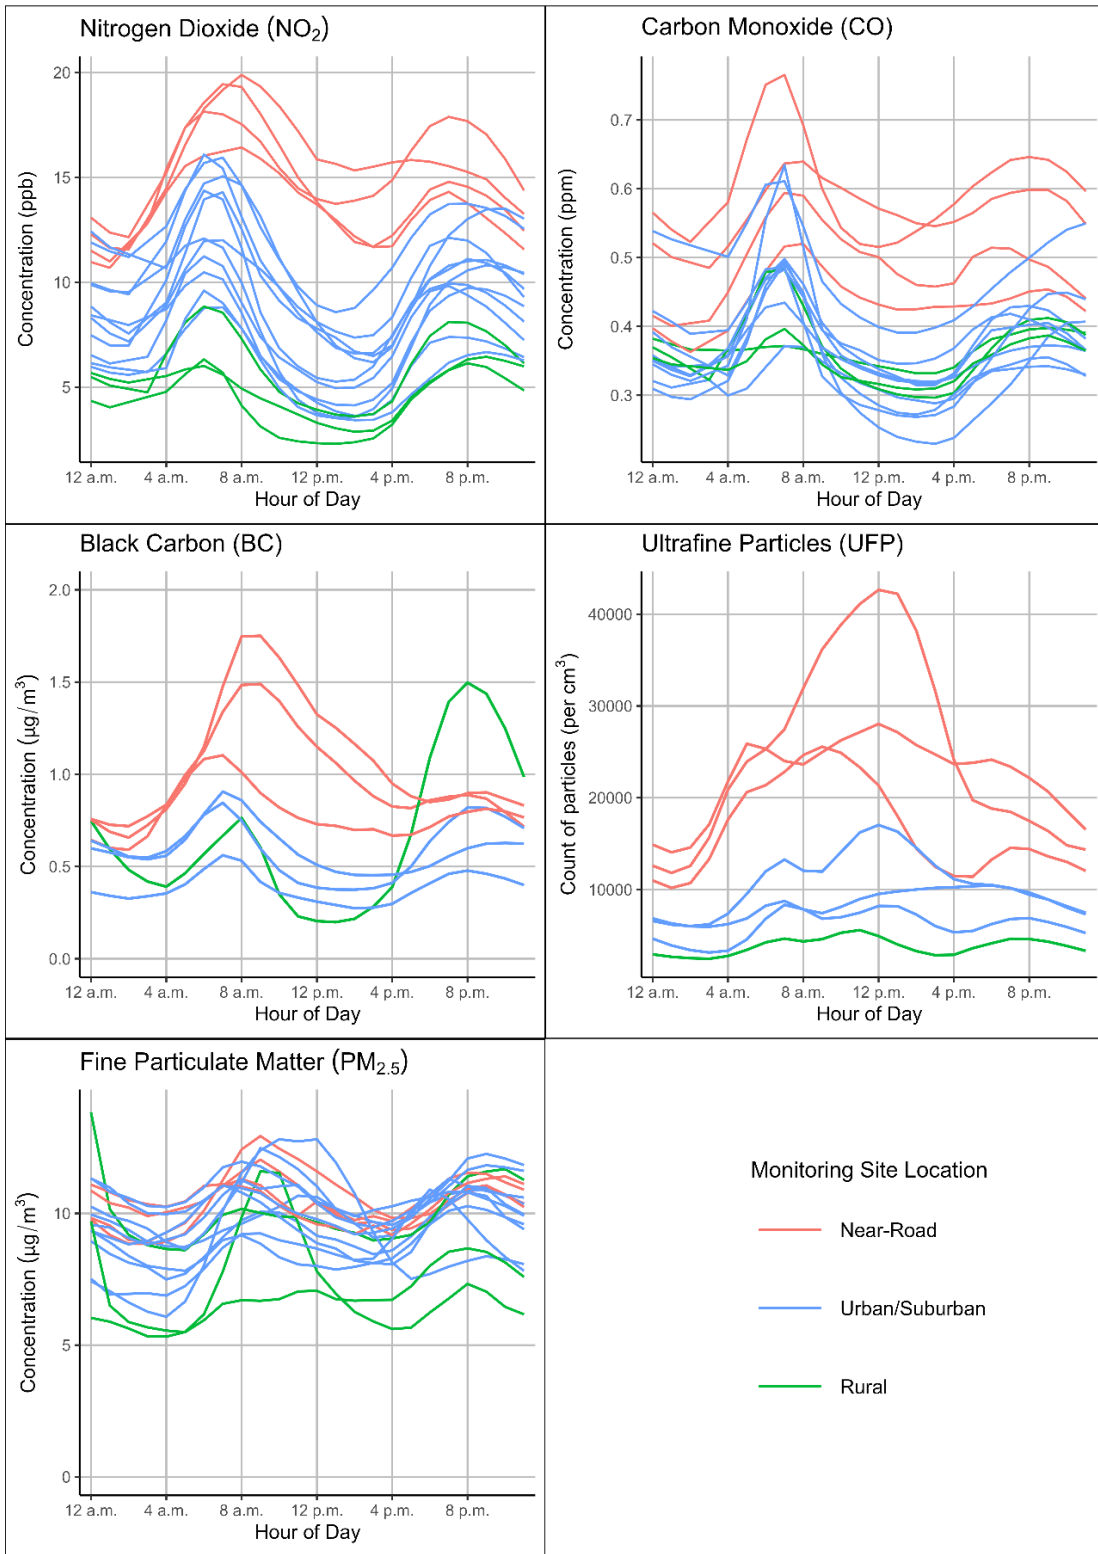 Nitrogen Dioxide (NO₂)
Concentration (ppb)
20
15
10
5
12 a.m. 4 a.m. 8 a.m. 12 p.m. 4 p.m. 8 p.m.
Hour of Day
Carbon Monoxide (CO)
Concentration (ppm)
0.7
0.6
0.5
0.4
0.3
12 a.m. 4 a.m. 8 a.m. 12 p.m. 4 p.m. 8 p.m.
Hour of Day
Black Carbon (BC)
Concentration (µg/m³)
2.0
1.5
1.0
0.5
0.0
12 a.m. 4 a.m. 8 a.m. 12 p.m. 4 p.m. 8 p.m.
Hour of Day
Ultrafine Particles (UFP)
Count of particles (per cm³)
40000
30000
20000
10000
12 a.m. 4 a.m. 8 a.m. 12 p.m. 4 p.m. 8 p.m.
Hour of Day
Fine Particulate Matter (PM₂.₅)
Concentration (µg/m³)
10
5
0
12 a.m. 4 a.m. 8 a.m. 12 p.m. 4 p.m. 8 p.m.
Hour of Day
Monitoring Site Location
Near-Road
Urban/Suburban
Rural